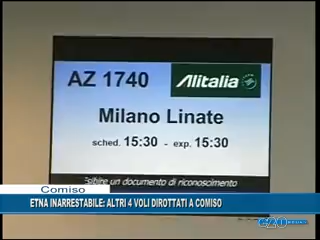 AZ 1740
Alitalia
Milano Linate
sched. 15:30 - exp. 15:30
Esibire un documento di riconoscimento
Comiso
ETNA INARRESTABILE: ALTRI 4 VOLI DIROTTATI A COMISO